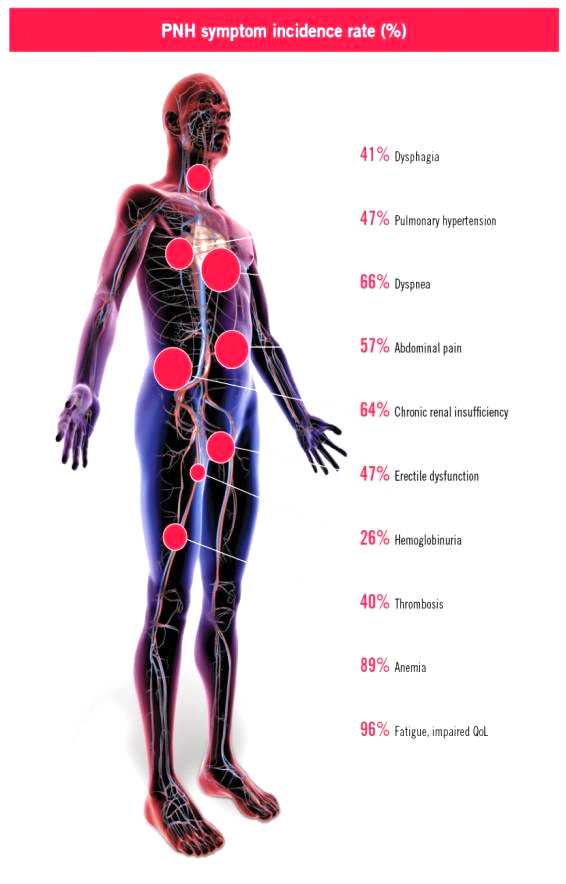 PNH symptom incidence rate (%)
41% Dysphagia
47% Pulmonary hypertension
66% Dyspnea
57% Abdominal pain
64% Chronic renal insufficiency
47% Erectile dysfunction
26% Hemoglobinuria
40% Thrombosis
89% Anemia
96% Fatigue, impaired QoL